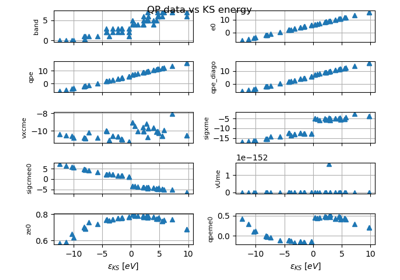 QP data vs KS energy
band
5
0
e0
10
0
qpe
10
0
qpe_diago
10
0
vxcme
−8
−10
sigxme
−5
−10
−15
sigcmee0
5
0
−5
vUme
1e−152
1
0
ze0
0.8
0.6
qpeme0
0.5
0.0
−10 −5 0 5 10
−10 −5 0 5 10
εKS [eV]
εKS [eV]